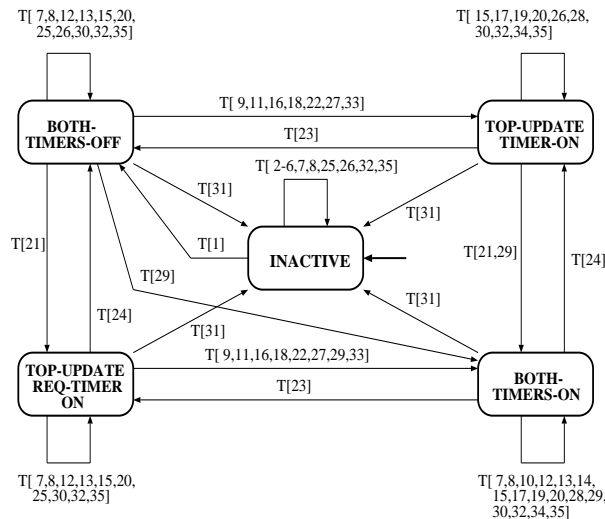 T[ 7,8,12,13,15,20,
25,26,30,32,35]
T[ 15,17,19,20,26,28,
30,32,34,35]
BOTH-
TIMERS-OFF
T[ 9,11,16,18,22,27,33]
T[23]
TOP-UPDATE
TIMER-ON
T[ 2-6,7,8,25,26,32,35]
T[31]
T[31]
T[21]
T[1]
INACTIVE
T[21,29]
T[24]
T[29]
T[24]
T[31]
T[31]
TOP-UPDATE
REQ-TIMER
ON
T[ 9,11,16,18,22,27,29,33]
T[23]
BOTH-
TIMERS-ON
T[ 7,8,12,13,15,20,
25,30,32,35]
T[ 7,8,10,12,13,14,
15,17,19,20,28,29,
30,32,34,35]